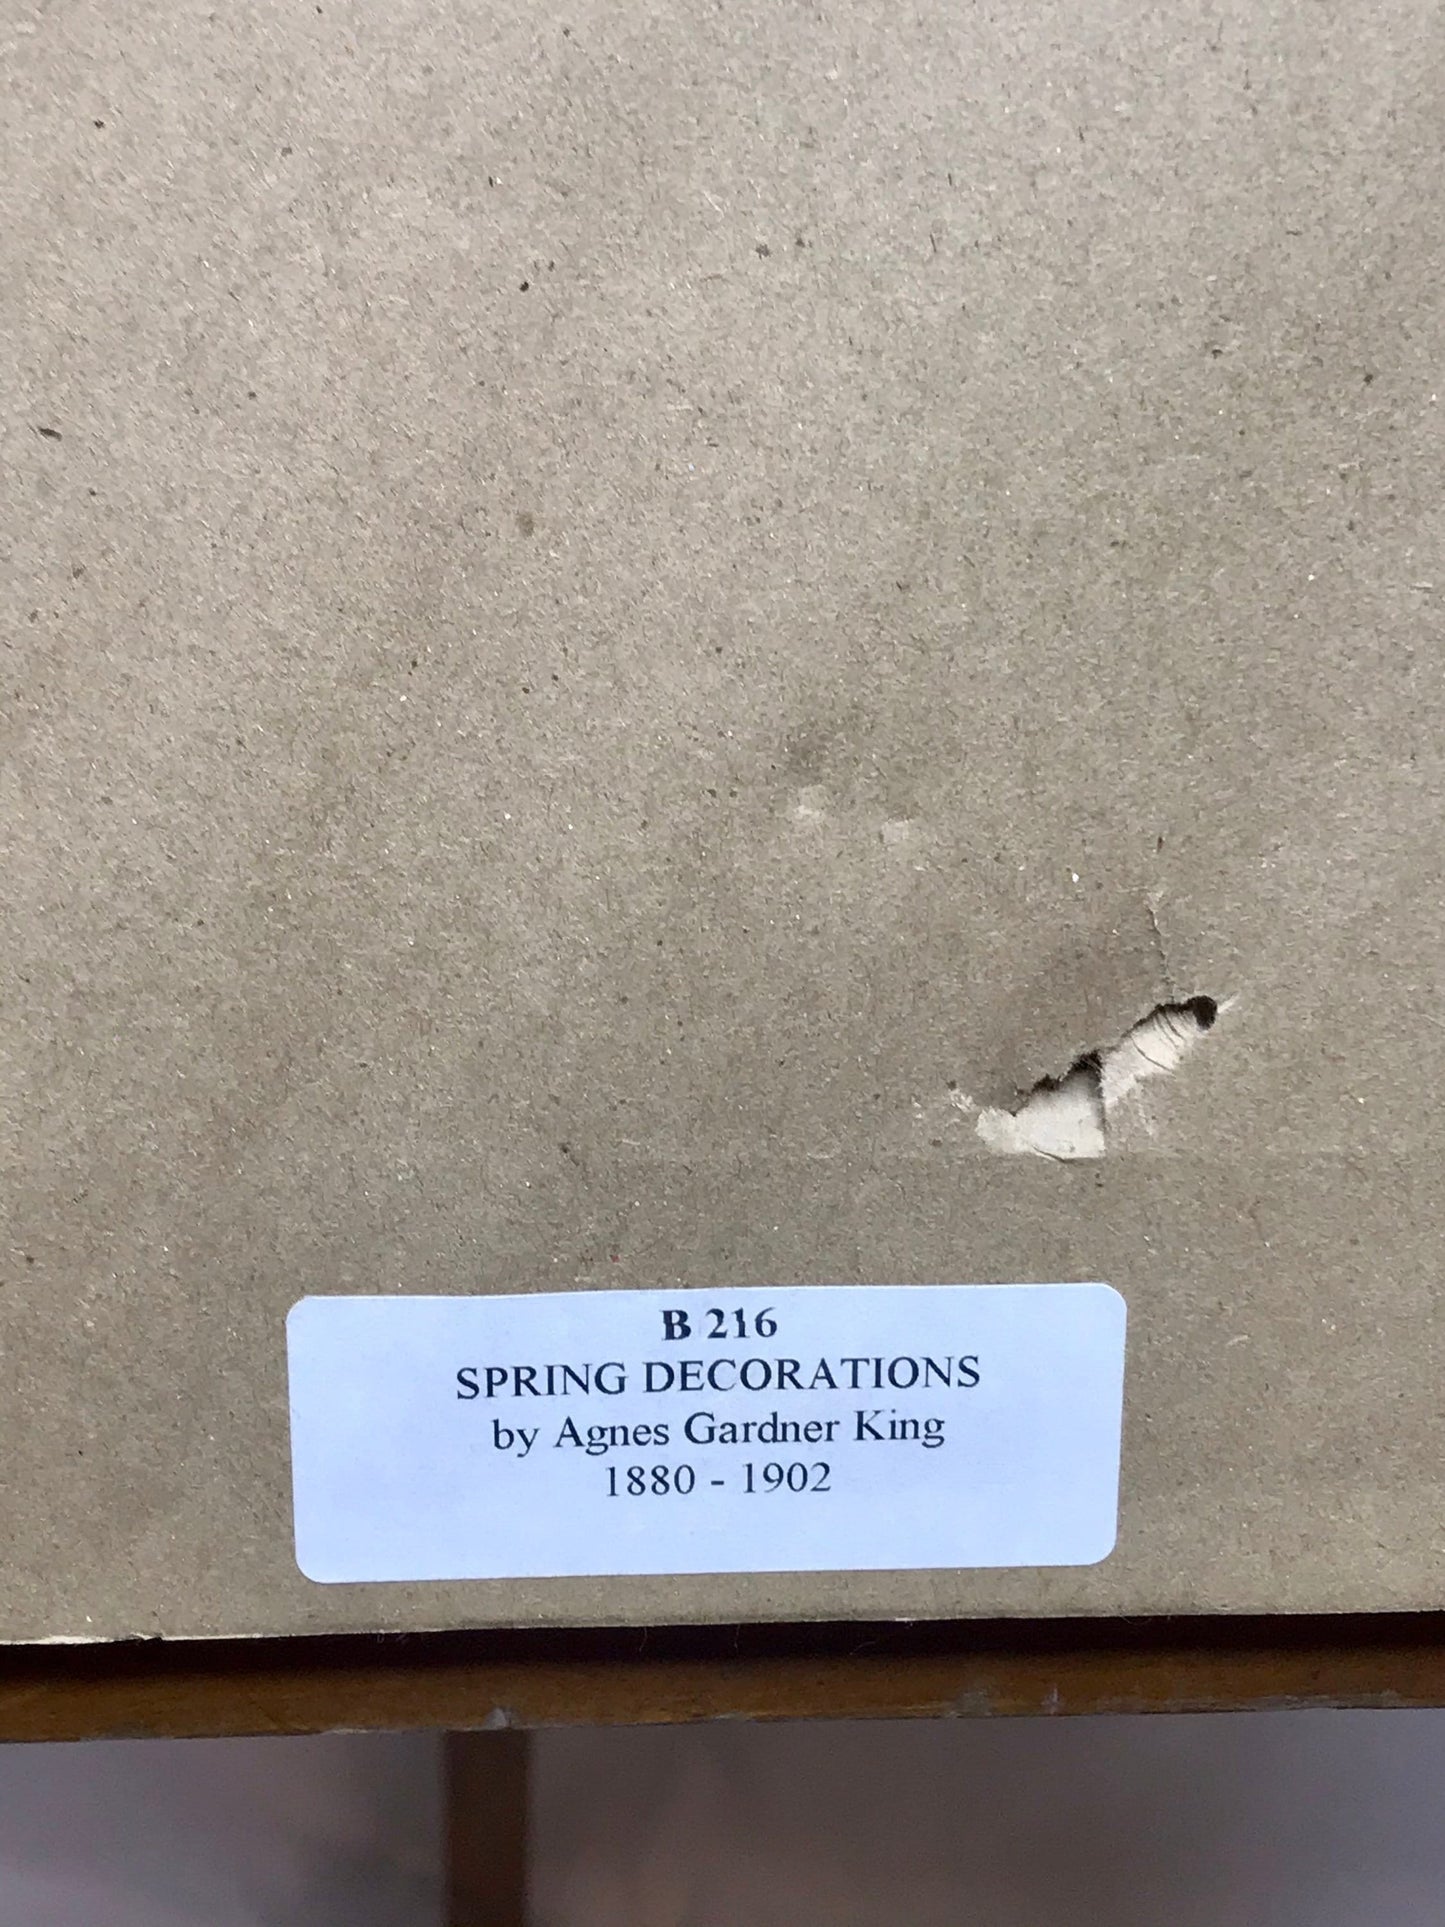 B 216
SPRING DECORATIONS
by Agnes Gardner King
1880 - 1902